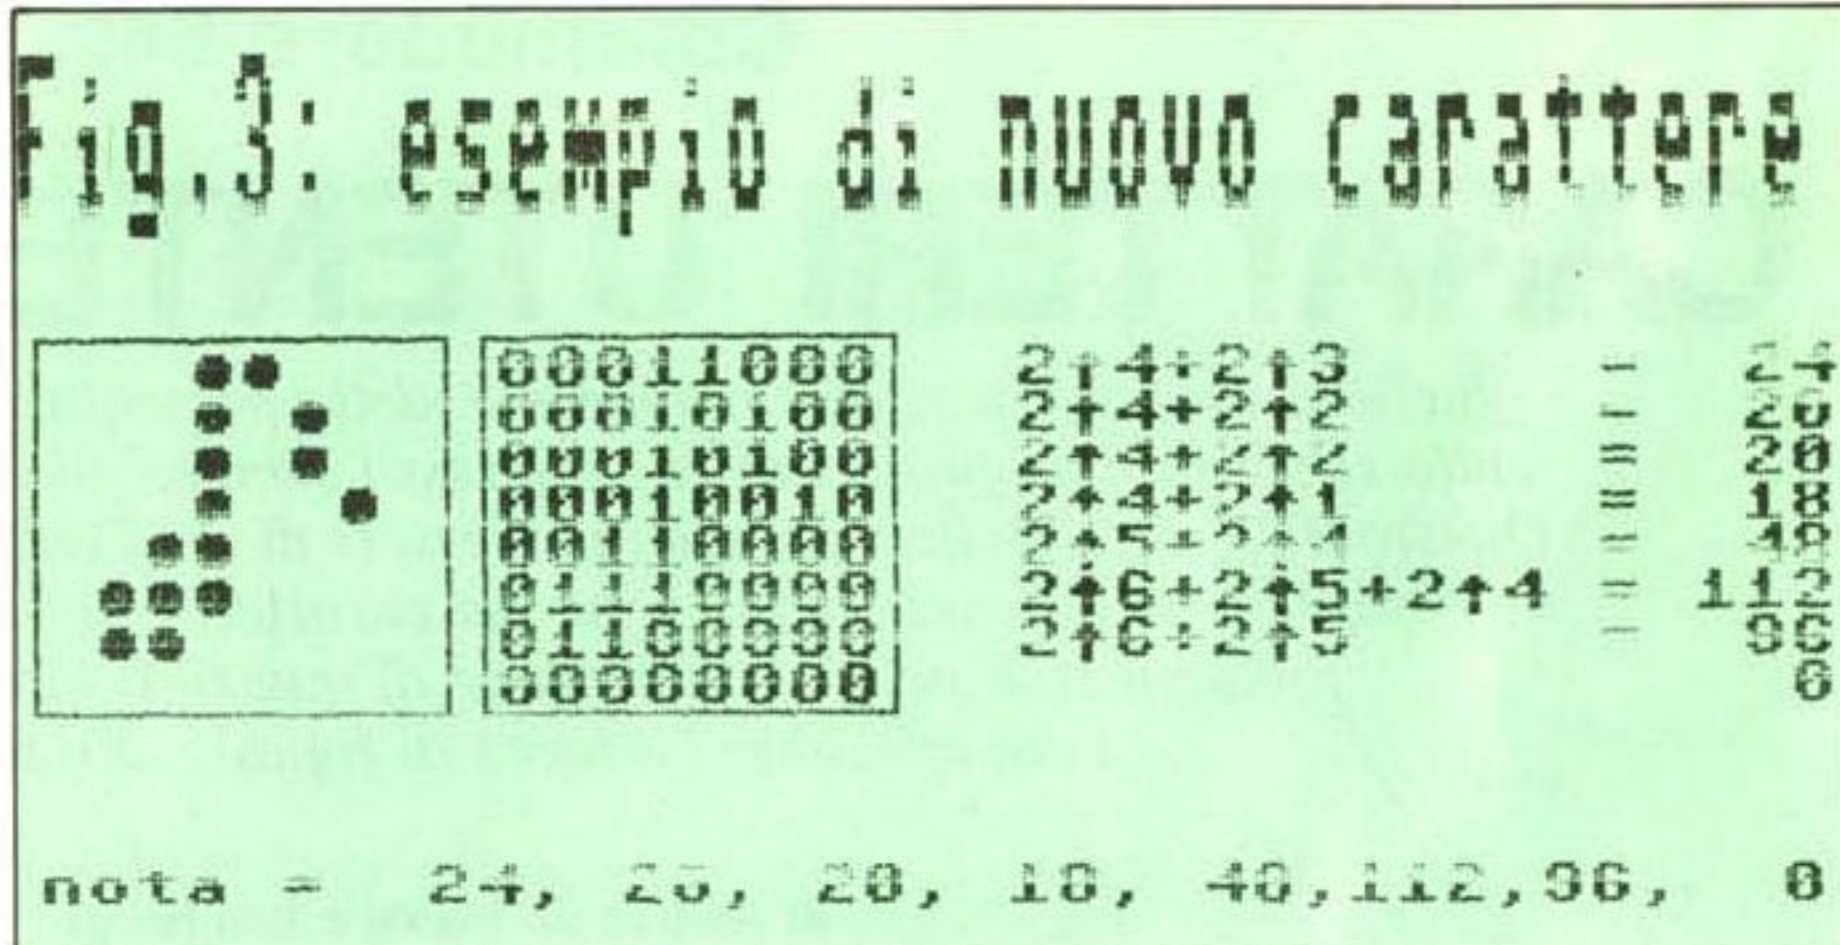 Fig.3: esempio di nuovo carattere
00011000 2↑4+2↑3 = 24
00010100 2↑4+2↑2 = 20
00010100 2↑4+2↑2 = 20
00010010 2↑4+2↑1 = 18
00110000 2↑5+2↑4 = 48
01110000 2↑6+2↑5+2↑4 = 112
01100000 2↑6+2↑5 = 96
00000000 0
nota = 24, 20, 20, 18, 48,112,96, 0